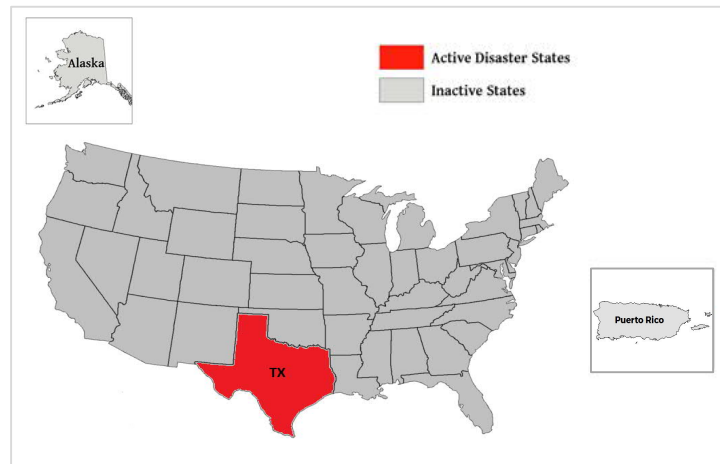 Alaska
Active Disaster States
Inactive States
Puerto Rico
TX